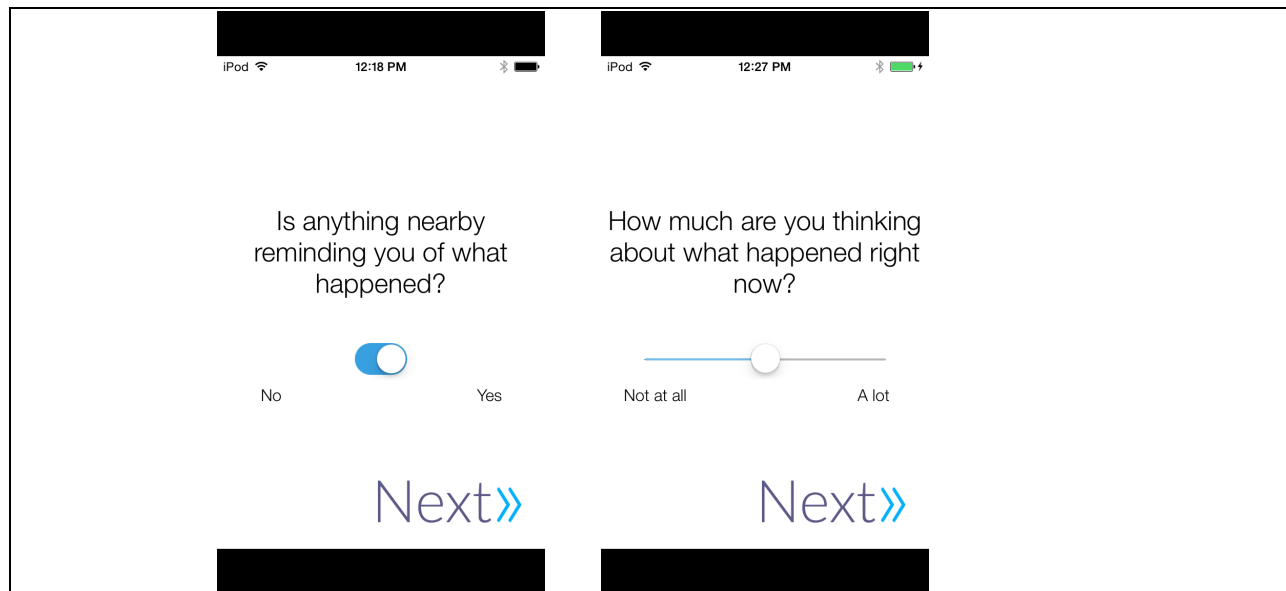 iPod 12:18 PM
Is anything nearby
reminding you of what
happened?
No Yes
Next»
iPod 12:27 PM
How much are you thinking
about what happened right
now?
Not at all A lot
Next»